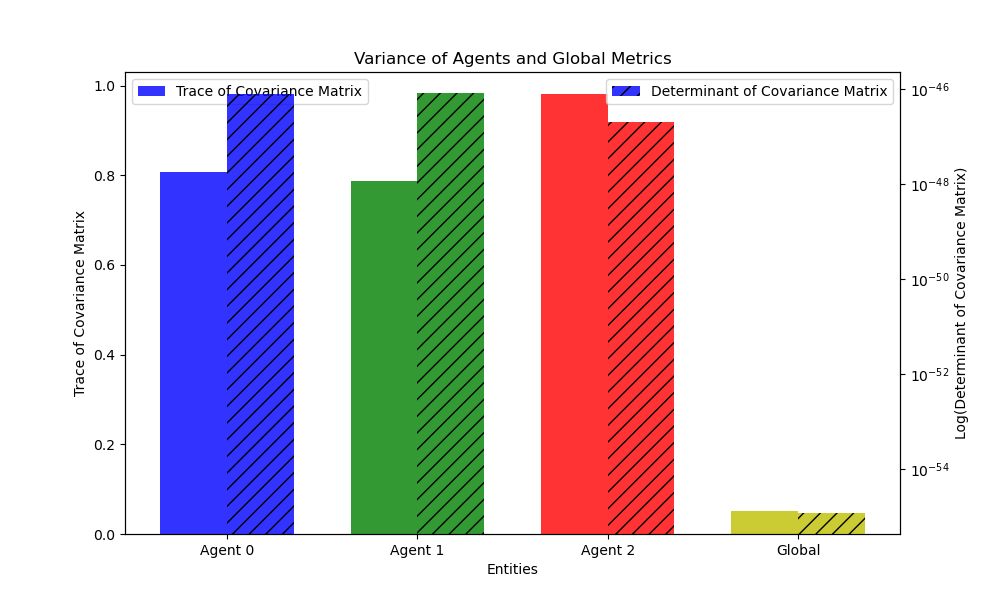 Variance of Agents and Global Metrics
Trace of Covariance Matrix
Determinant of Covariance Matrix
1.0
0.8
0.6
0.4
0.2
0.0
Trace of Covariance Matrix
10⁻⁴⁶
10⁻⁴⁸
10⁻⁵⁰
10⁻⁵²
10⁻⁵⁴
Log(Determinant of Covariance Matrix)
Agent 0
Agent 1
Agent 2
Global
Entities